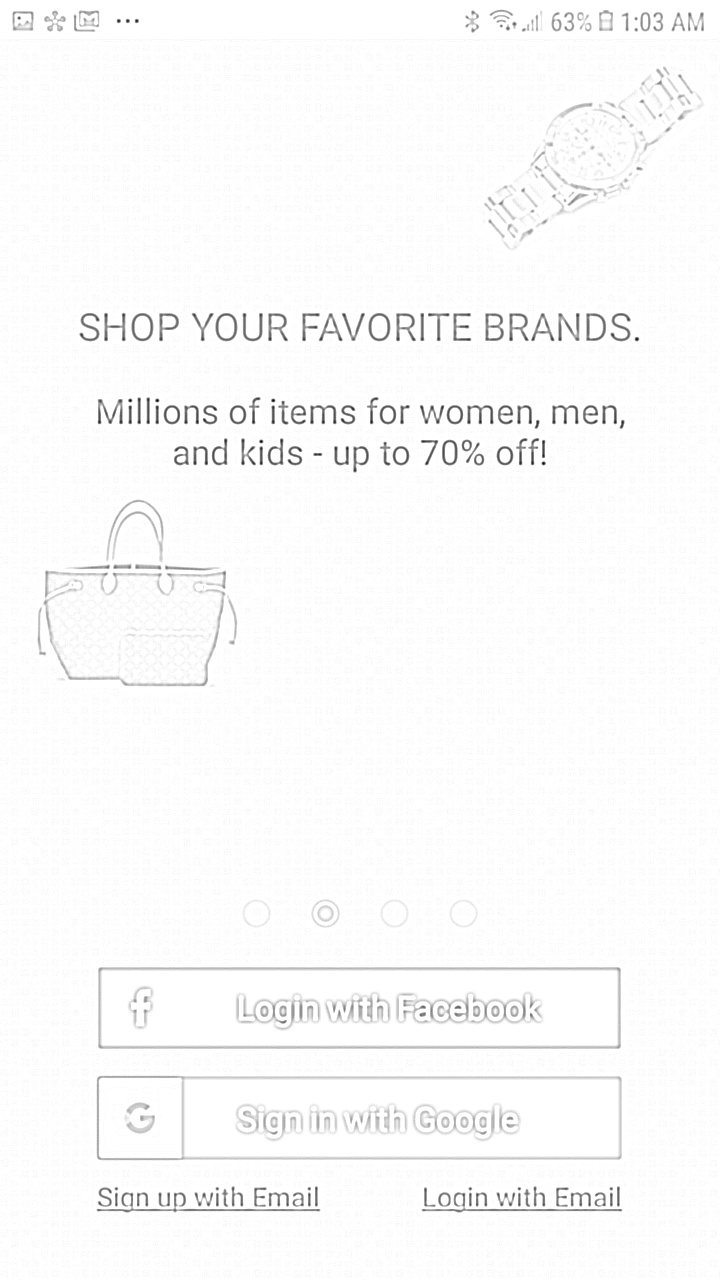 63% 1:03 AM
SHOP YOUR FAVORITE BRANDS.
Millions of items for women, men,
and kids - up to 70% off!
f Login with Facebook
G Sign in with Google
Sign up with Email Login with Email